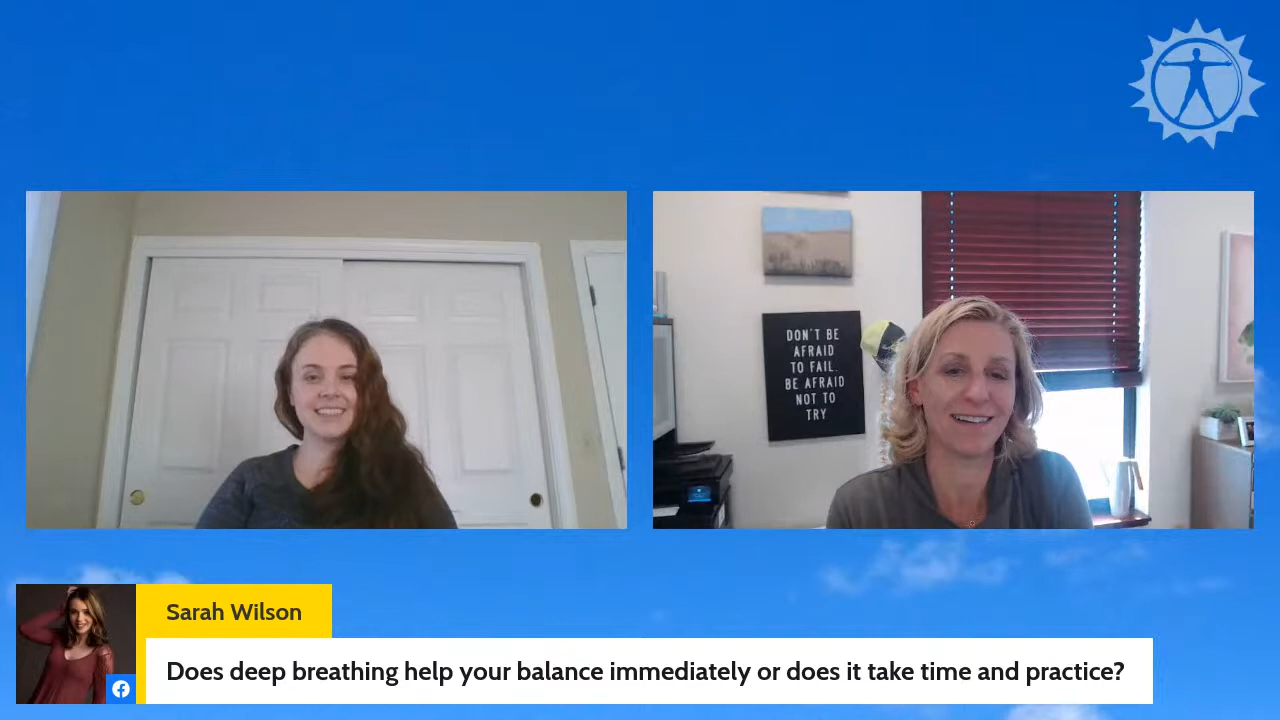 DON'T BE
AFRAID
TO FAIL.
BE AFRAID
NOT TO
TRY
Sarah Wilson
Does deep breathing help your balance immediately or does it take time and practice?